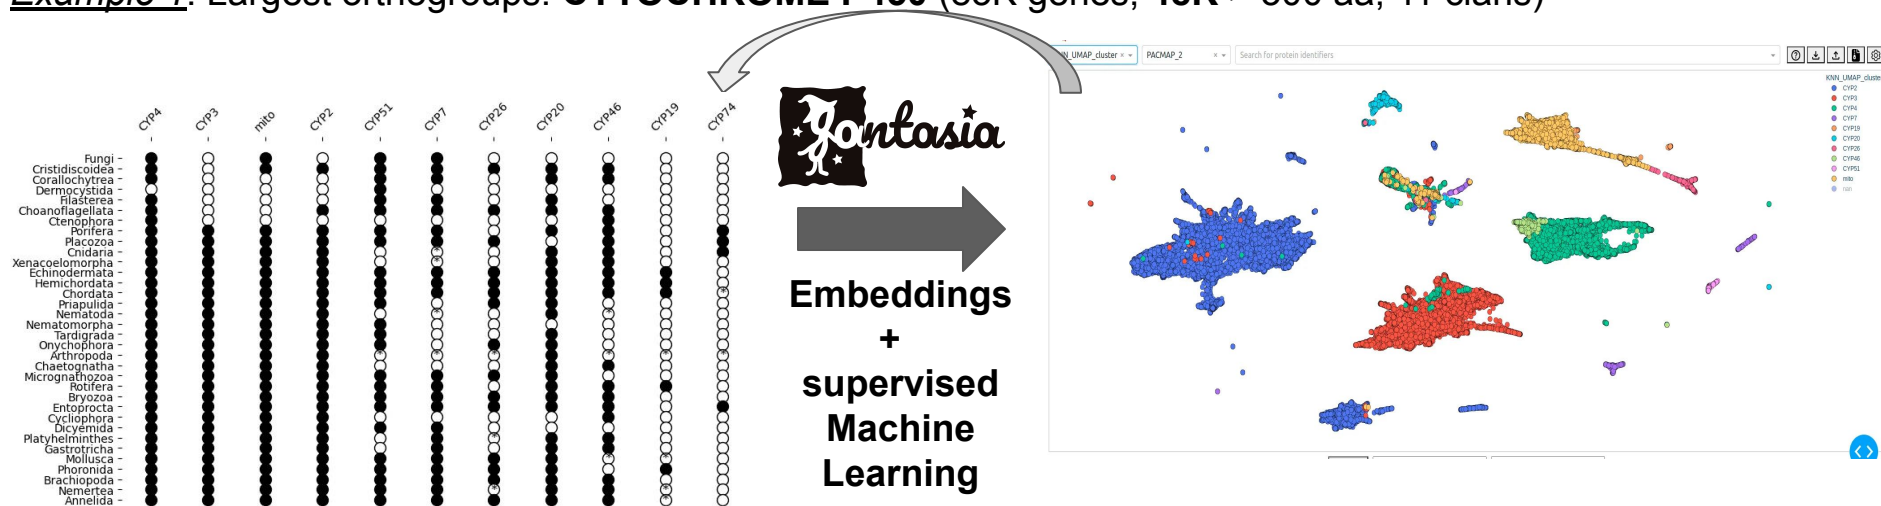 CYP4 CYP3 mito CYP2 CYP51 CYP7 CYP26 CYP20 CYP46 CYP19 CYP74
Fungi
Cristidiscoidea
Corallochytrea
Dermocystida
Filasterea
Choanoflagellata
Ctenophora
Porifera
Placozoa
Cnidaria
Xenacoelomorpha
Echinodermata
Hemichordata
Chordata
Priapulida
Nematoda
Nematomorpha
Tardigrada
Onychophora
Arthropoda
Chaetognatha
Micrognathozoa
Rotifera
Bryozoa
Entoprocta
Cycliophora
Dicyemida
Platyhelminthes
Gastrotricha
Mollusca
Phoronida
Brachiopoda
Nemertea
Annelida
Fantasia
Embeddings
+
supervised
Machine
Learning
N_UMAP_cluster
PACMAP_2
Search for protein identifiers
KNN_UMAP_cluste
CYP2
CYP3
CYP4
CYP7
CYP19
CYP20
CYP26
CYP46
CYP51
mito
nan